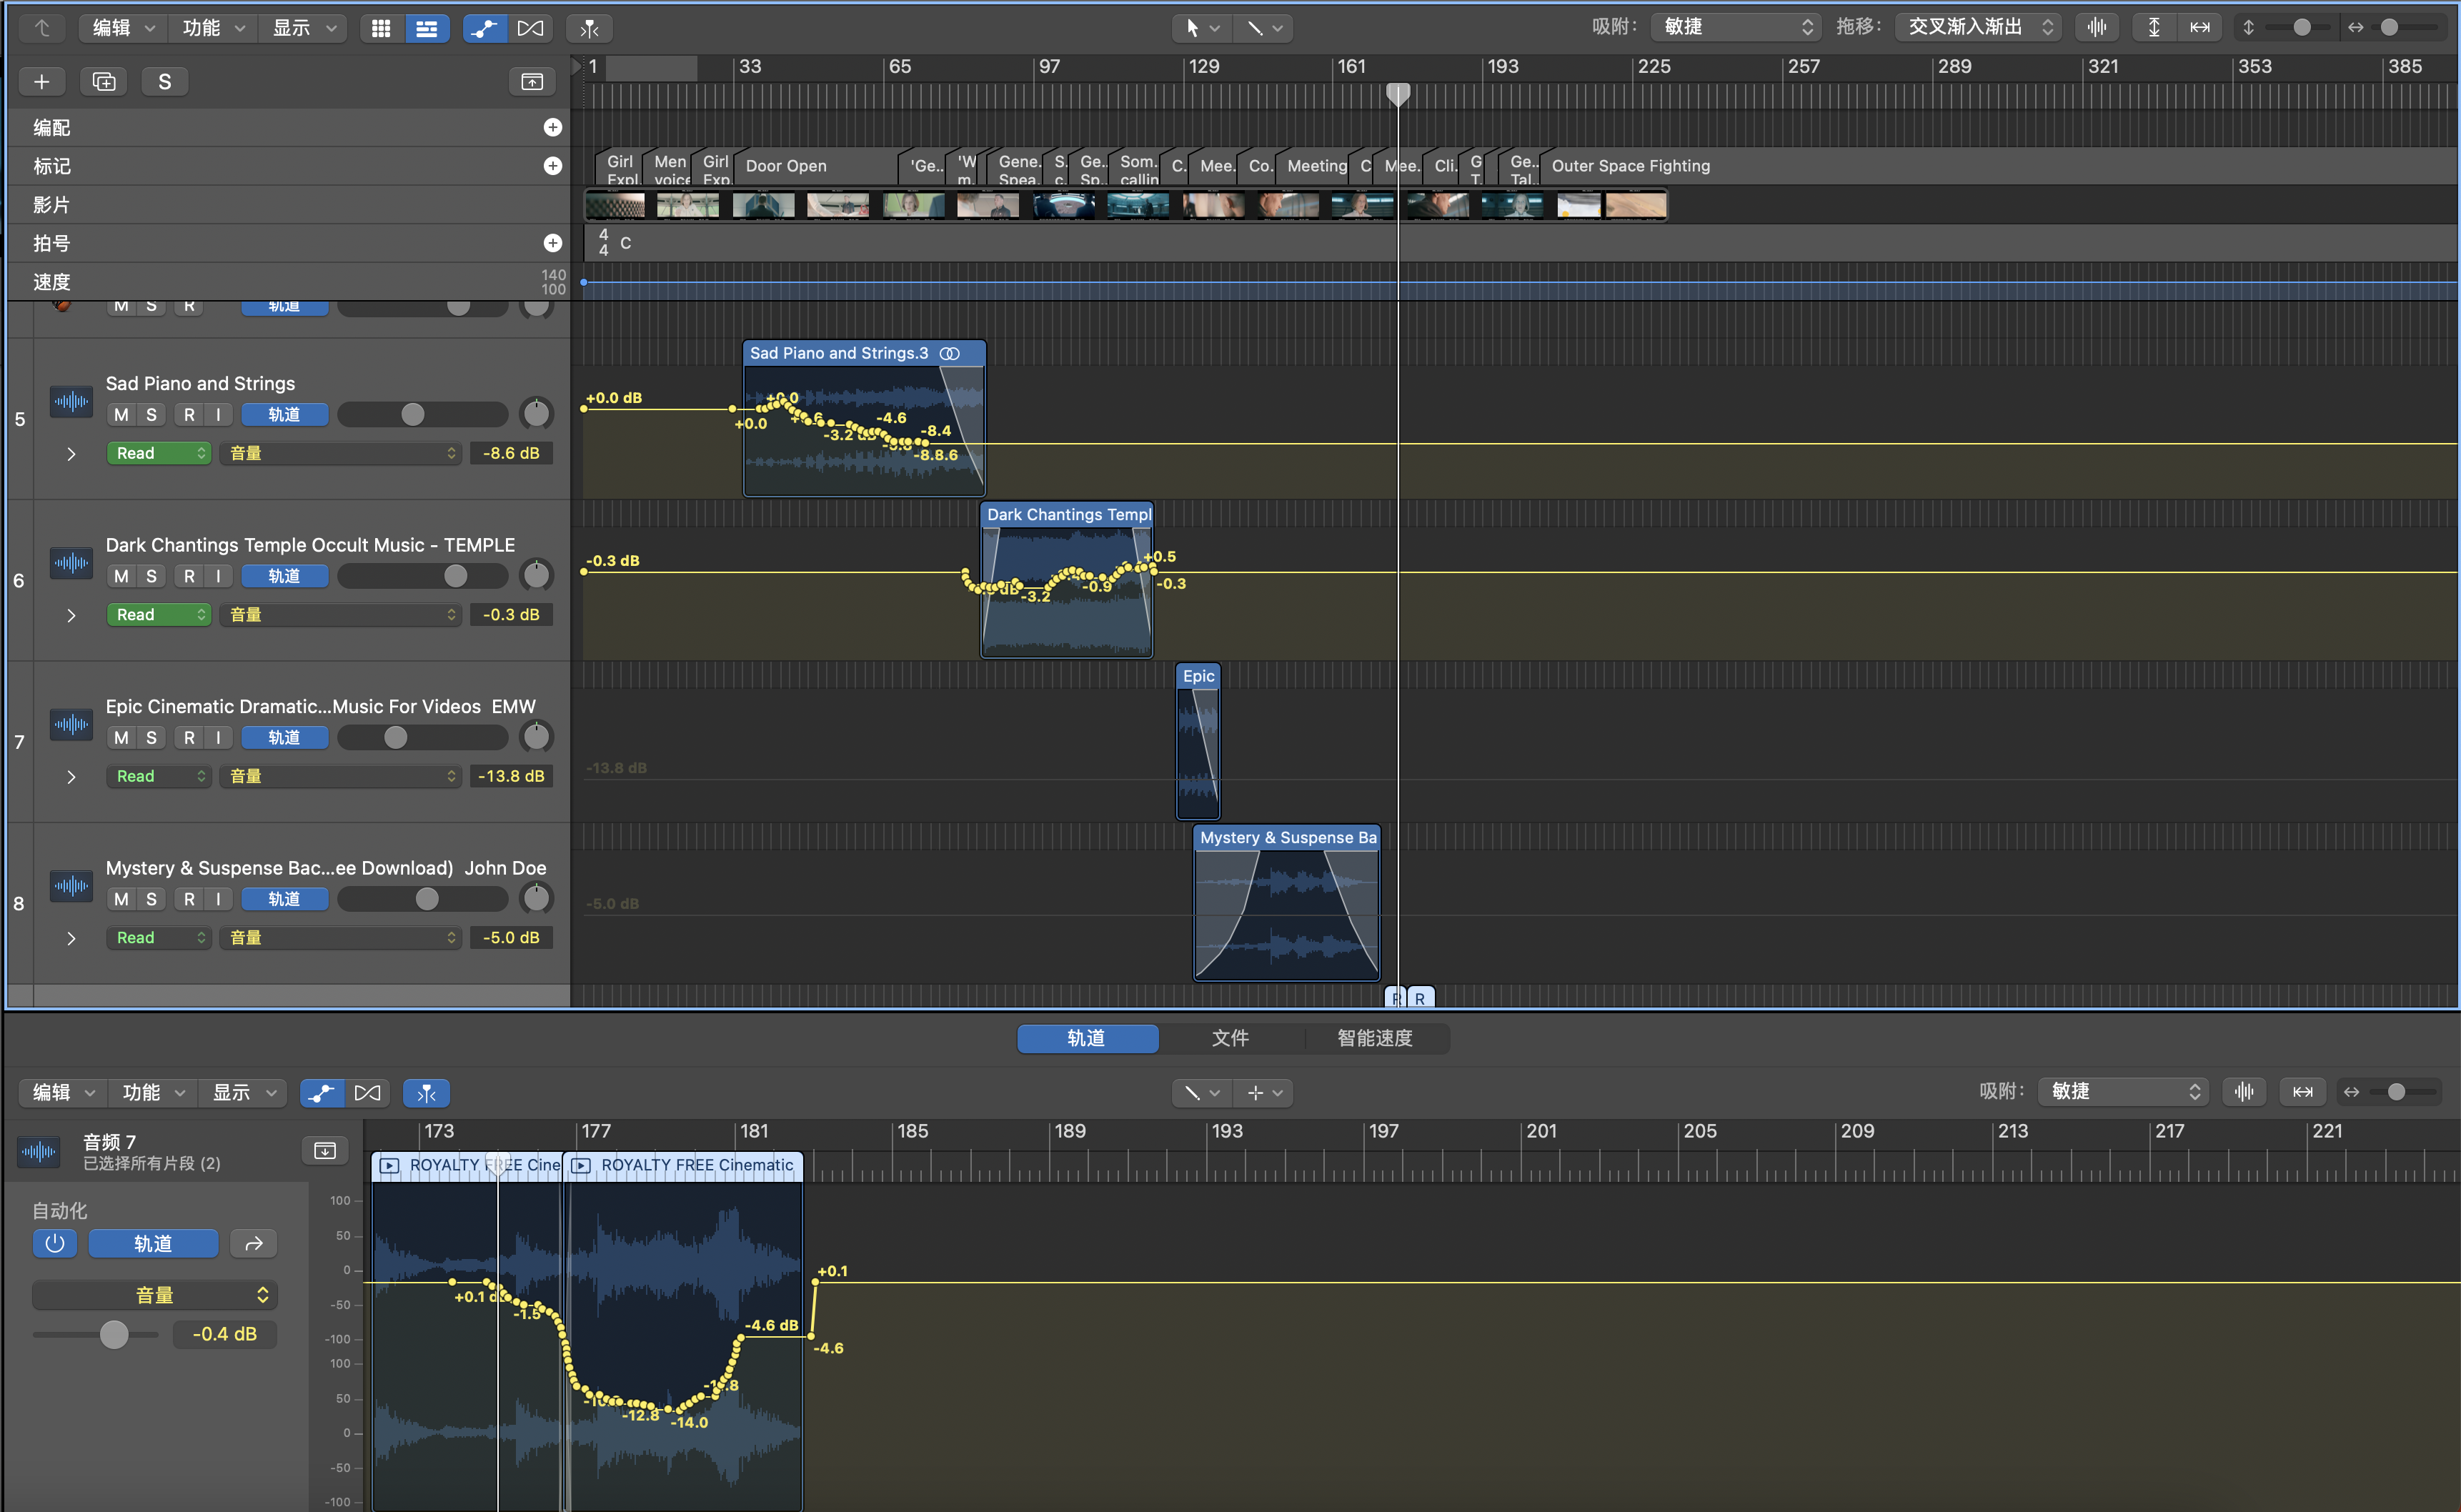 编辑 功能 显示 吸附： 敏捷 拖移： 交叉渐入渐出
S
1 33 65 97 129 161 193 225 257 289 321 353 385
编配
标记
Girl Expl. Men voice Girl Exp Door Open 'Ge.. 'W m. Gene. Spea. S. c. Ge.. Sp.. Som. callin C. Mee. Co. Meeting C Mee. Cli. G T. Ge.. Tal.. Outer Space Fighting
影片
拍号
4
4 C
速度 140
100
M S R 轨道
Sad Piano and Strings.3
5 Sad Piano and Strings
M S R I 轨道
Read 音量 -8.6 dB
+0.0 dB +0.0 +0.0 -3.2 -4.6 -8.4 -8.8.6
Dark Chantings Templ
6 Dark Chantings Temple Occult Music - TEMPLE
M S R I 轨道
Read 音量 -0.3 dB
-0.3 dB -3.2 -0.9 +0.5 -0.3
Epic
7 Epic Cinematic Dramatic...Music For Videos EMW
M S R I 轨道
Read 音量 -13.8 dB
-13.8 dB
Mystery & Suspense Ba
8 Mystery & Suspense Bac...ee Download) John Doe
M S R I 轨道
Read 音量 -5.0 dB
-5.0 dB
R R
轨道 文件 智能速度
编辑 功能 显示 吸附： 敏捷
173 177 181 185 189 193 197 201 205 209 213 217 221
音频 7
已选择所有片段 (2)
ROYALTY FREE Cine ROYALTY FREE Cinematic
自动化
轨道
音量
-0.4 dB
100
50
0
-50
-100
100
50
0
-50
-100
+0.1 -1.5 -12.8 -14.0 -4.6 dB +0.1 -4.6